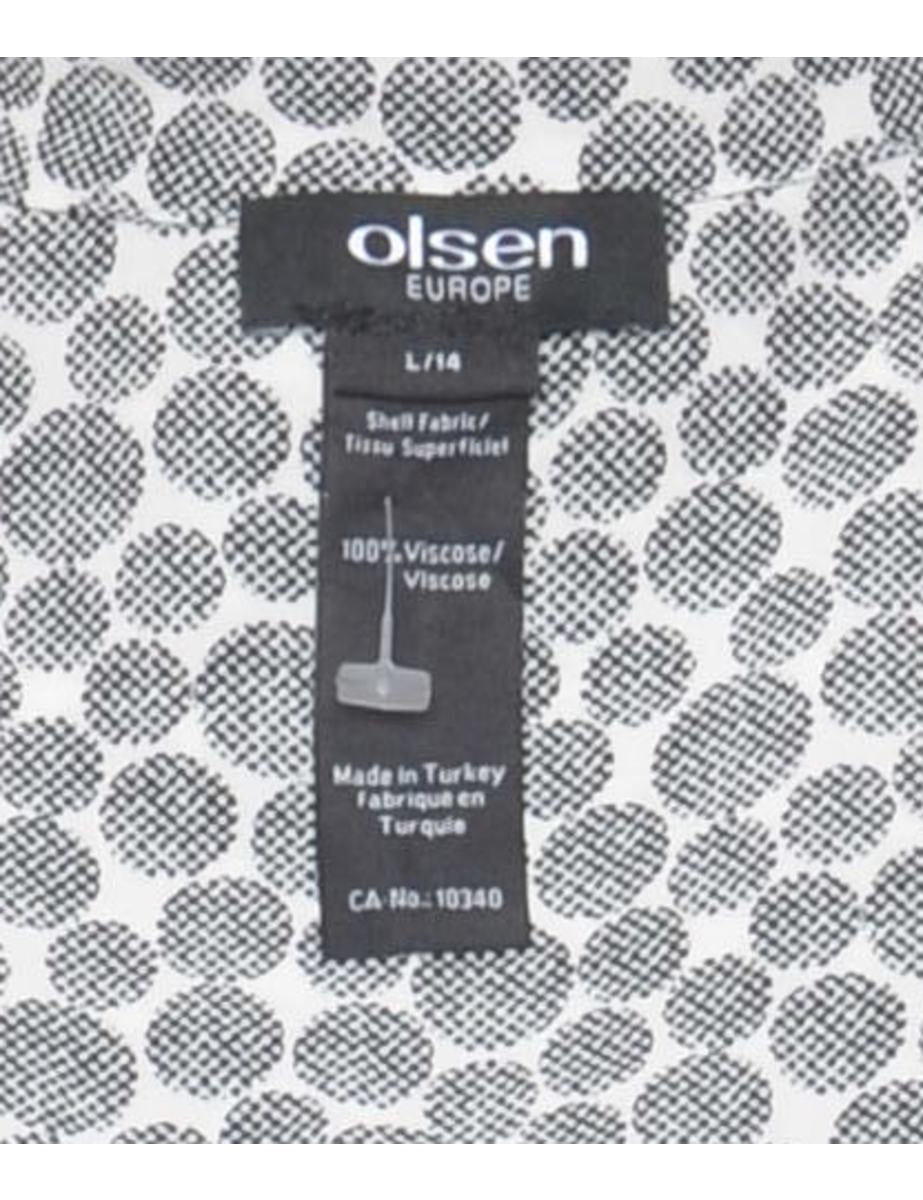 olsen
EUROPE
L/14
Shell Fabric/
Tissu Superficiel
100% Viscose/
Viscose
Made in Turkey
Fabriqué en
Turquie
CA-No.: 10340